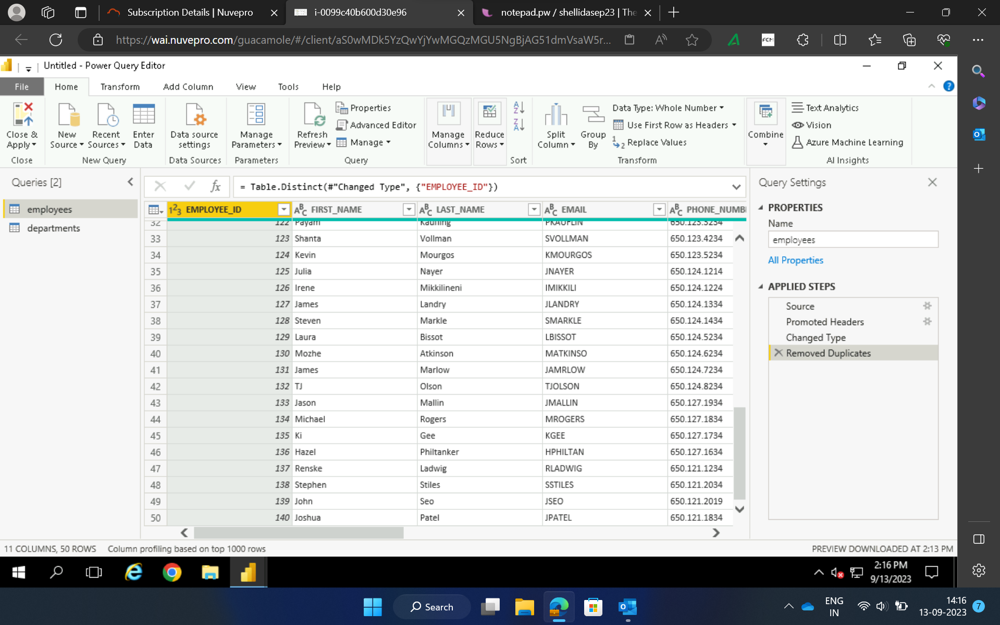 Subscription Details | Nuvepro
i-0099c40b600d30e96
notepad.pw / shellidasep23 | The
https://wai.nuvepro.com/guacamole/#/client/aS0wMDk5YzQwYjYwMGQzMGU5NgBjAG51dmVsaW5r...
FCM
Untitled - Power Query Editor
File Home Transform Add Column View Tools Help
Close & Apply
New Source
Recent Sources
Enter Data
Data source settings
Manage Parameters
Refresh Preview
Properties
Advanced Editor
Manage
Manage Columns
Reduce Rows
Split Column
Group By
Data Type: Whole Number
Use First Row as Headers
Replace Values
Combine
Text Analytics
Vision
Azure Machine Learning
Close New Query Data Sources Parameters Query Sort Transform AI Insights
Queries [2]
employees
departments
fx = Table.Distinct(#"Changed Type", {"EMPLOYEE_ID"})
123 EMPLOYEE_ID ABC FIRST_NAME ABC LAST_NAME ABC EMAIL ABC PHONE_NUMB
32 122 Payam Kaufling PKAUFLIN 650.123.3234
33 123 Shanta Vollman SVOLLMAN 650.123.4234
34 124 Kevin Mourgos KMOURGOS 650.123.5234
35 125 Julia Nayer JNAYER 650.124.1214
36 126 Irene Mikkilineni IMIKKILI 650.124.1224
37 127 James Landry JLANDRY 650.124.1334
38 128 Steven Markle SMARKLE 650.124.1434
39 129 Laura Bissot LBISSOT 650.124.5234
40 130 Mozhe Atkinson MATKINSO 650.124.6234
41 131 James Marlow JAMRLOW 650.124.7234
42 132 TJ Olson TJOLSON 650.124.8234
43 133 Jason Mallin JMALLIN 650.127.1934
44 134 Michael Rogers MROGERS 650.127.1834
45 135 Ki Gee KGEE 650.127.1734
46 136 Hazel Philtanker HPHILTAN 650.127.1634
47 137 Renske Ladwig RLADWIG 650.121.1234
48 138 Stephen Stiles SSTILES 650.121.2034
49 139 John Seo JSEO 650.121.2019
50 140 Joshua Patel JPATEL 650.121.1834
Query Settings
PROPERTIES
Name
employees
All Properties
APPLIED STEPS
Source
Promoted Headers
Changed Type
Removed Duplicates
11 COLUMNS, 50 ROWS Column profiling based on top 1000 rows
PREVIEW DOWNLOADED AT 2:13 PM
2:16 PM
9/13/2023
Search
ENG
IN
14:16
13-09-2023
7